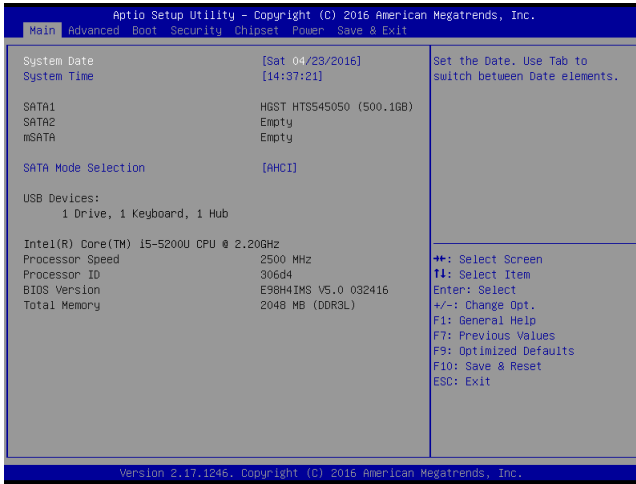 Aptio Setup Utility – Copyright (C) 2016 American Megatrends, Inc.
Main Advanced Boot Security Chipset Power Save & Exit
System Date [Sat 04/23/2016]
System Time [14:37:21]
SATA1 HGST HTS545050 (500.1GB)
SATA2 Empty
mSATA Empty
SATA Mode Selection [AHCI]
USB Devices:
1 Drive, 1 Keyboard, 1 Hub
Intel(R) Core(TM) i5-5200U CPU @ 2.20GHz
Processor Speed 2500 MHz
Processor ID 306d4
BIOS Version E98H4IMS V5.0 032416
Total Memory 2048 MB (DDR3L)
Set the Date. Use Tab to
switch between Date elements.
→←: Select Screen
↑↓: Select Item
Enter: Select
+/-: Change Opt.
F1: General Help
F7: Previous Values
F9: Optimized Defaults
F10: Save & Reset
ESC: Exit
Version 2.17.1246. Copyright (C) 2016 American Megatrends, Inc.